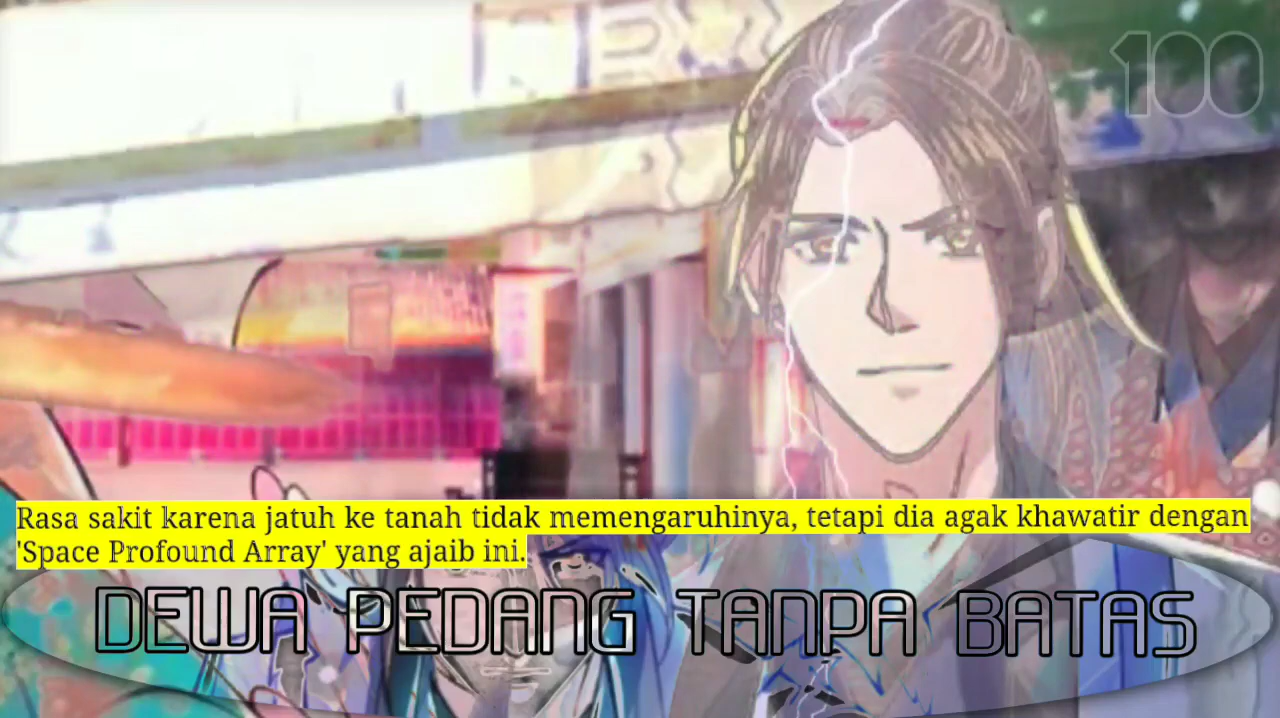 100
Rasa sakit karena jatuh ke tanah tidak memengaruhinya, tetapi dia agak khawatir dengan
'Space Profound Array' yang ajaib ini.
DEWA PEDANG TANPA BATAS